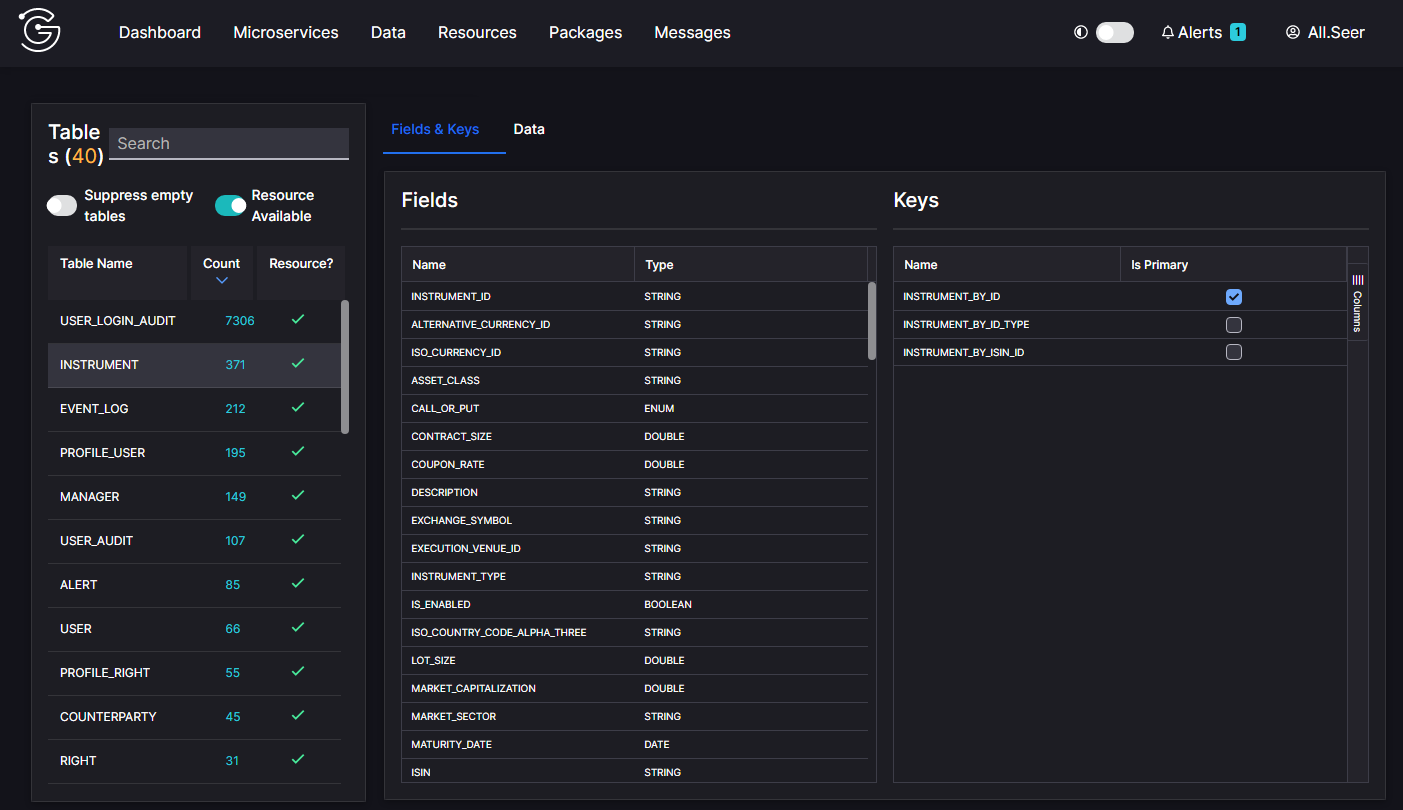 Dashboard Microservices Data Resources Packages Messages Alerts 1 All.Seer
Table
s (40)
Search
Suppress empty
tables
Resource
Available
Table Name Count Resource?
USER_LOGIN_AUDIT 7306
INSTRUMENT 371
EVENT_LOG 212
PROFILE_USER 195
MANAGER 149
USER_AUDIT 107
ALERT 85
USER 66
PROFILE_RIGHT 55
COUNTERPARTY 45
RIGHT 31
Fields & Keys Data
Fields
Name Type
INSTRUMENT_ID STRING
ALTERNATIVE_CURRENCY_ID STRING
ISO_CURRENCY_ID STRING
ASSET_CLASS STRING
CALL_OR_PUT ENUM
CONTRACT_SIZE DOUBLE
COUPON_RATE DOUBLE
DESCRIPTION STRING
EXCHANGE_SYMBOL STRING
EXECUTION_VENUE_ID STRING
INSTRUMENT_TYPE STRING
IS_ENABLED BOOLEAN
ISO_COUNTRY_CODE_ALPHA_THREE STRING
LOT_SIZE DOUBLE
MARKET_CAPITALIZATION DOUBLE
MARKET_SECTOR STRING
MATURITY_DATE DATE
ISIN STRING
Keys
Name Is Primary
INSTRUMENT_BY_ID
INSTRUMENT_BY_ID_TYPE
INSTRUMENT_BY_ISIN_ID
Columns